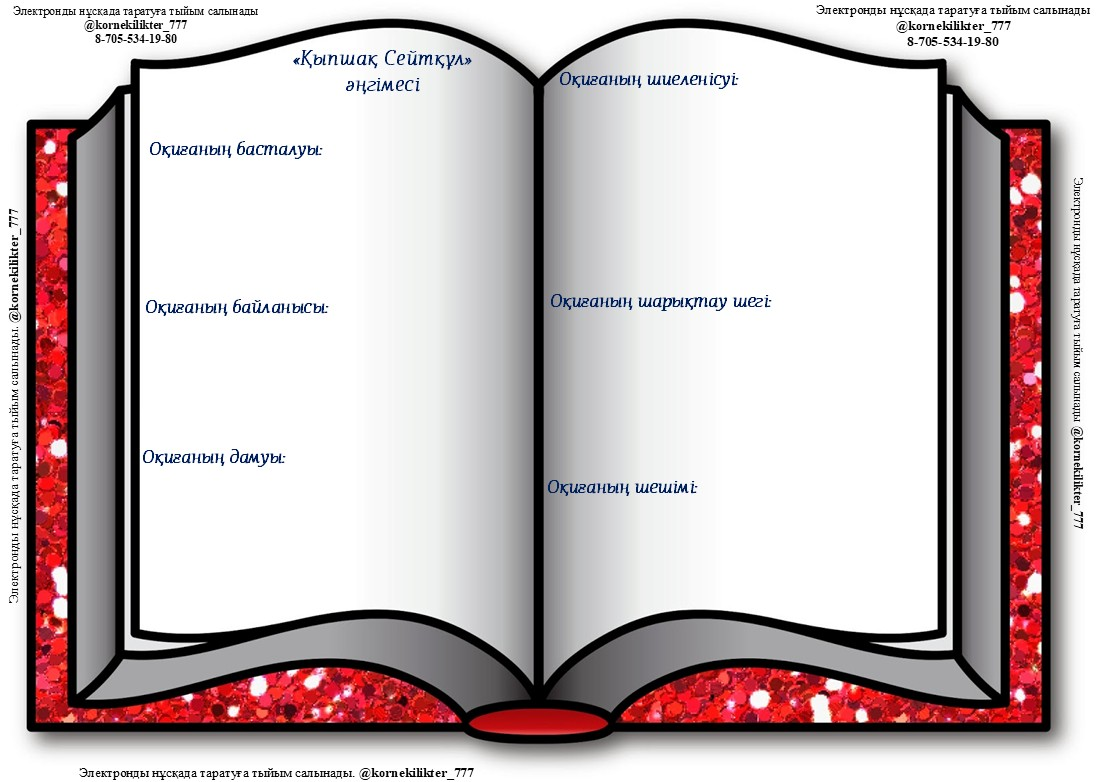 Электронды нұсқада таратуға тыйым салынады
@kornekilikter_777
8-705-534-19-80
Электронды нұсқада таратуға тыйым салынады
@kornekilikter_777
8-705-534-19-80
«Қыпшақ Сейтқұл»
әңгімесі
Оқиғаның басталуы:
Оқиғаның байланысы:
Оқиғаның дамуы:
Оқиғаның шиеленісуі:
Оқиғаның шарықтау шегі:
Оқиғаның шешімі:
Электронды нұсқада таратуға тыйым салынады. @kornekilikter_777
Электронды нұсқада таратуға тыйым салынады @kornekilikter_777
Электронды нұсқада таратуға тыйым салынады. @kornekilikter_777